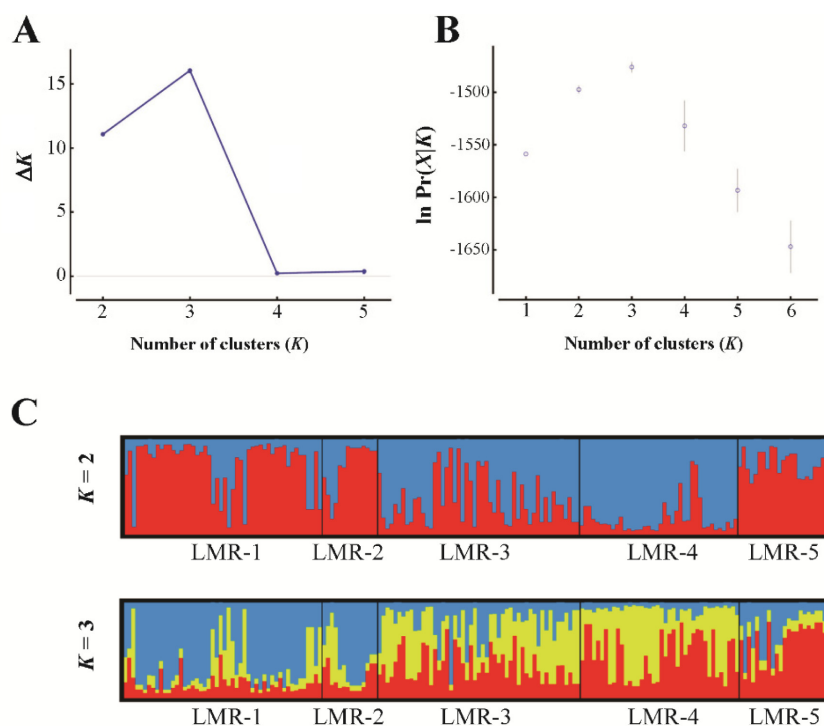 A
15
10
5
0
ΔK
2 3 4 5
Number of clusters (K)
B
-1500
-1550
-1600
-1650
ln Pr(X|K)
1 2 3 4 5 6
Number of clusters (K)
C
K = 2
LMR-1 LMR-2 LMR-3 LMR-4 LMR-5
K = 3
LMR-1 LMR-2 LMR-3 LMR-4 LMR-5